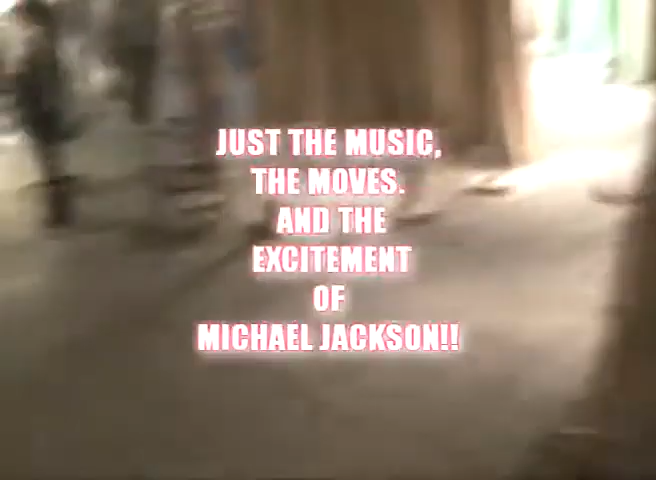 JUST THE MUSIC,
THE MOVES.
AND THE
EXCITEMENT
OF
MICHAEL JACKSON!!